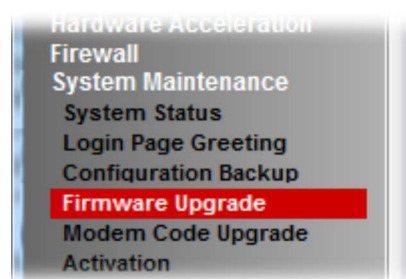 Hardware Acceleration
Firewall
System Maintenance
System Status
Login Page Greeting
Configuration Backup
Firmware Upgrade
Modem Code Upgrade
Activation